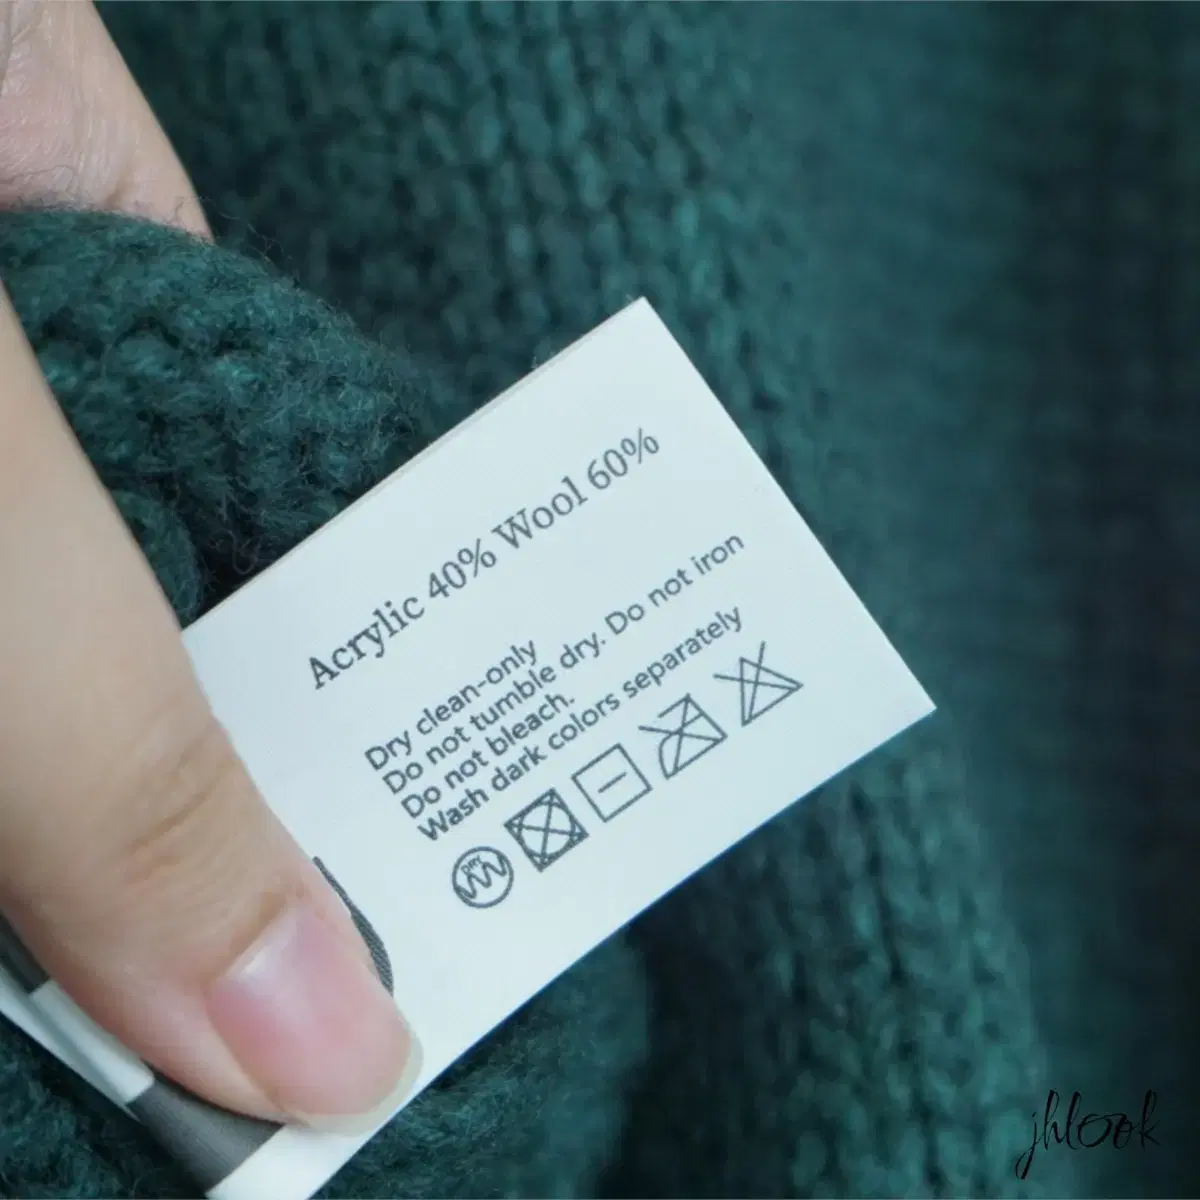 Acrylic 40% Wool 60%
Dry clean-only
Do not tumble dry. Do not iron
Do not bleach.
Wash dark colors separately
DRY
jhlook